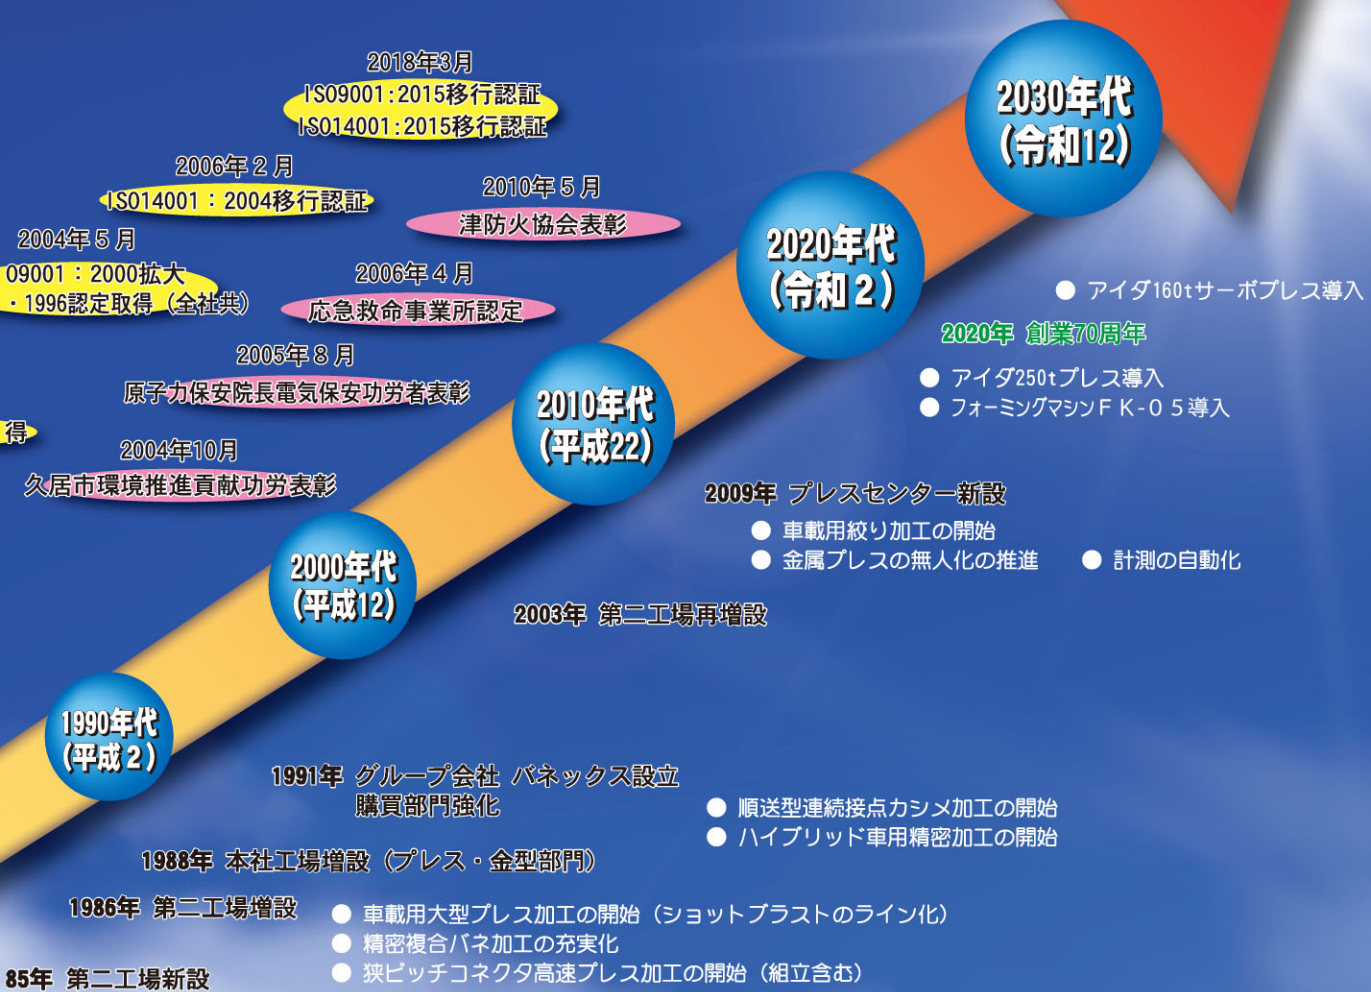 2018年3月
ISO9001:2015移行認証
ISO14001:2015移行認証
2006年２月
ISO14001：2004移行認証
2010年５月
津防火協会表彰
2004年５月
O9001：2000拡大
・1996認定取得（全社共）
2006年４月
応急救命事業所認定
2005年８月
原子力保安院長電気保安功労者表彰
得
2004年10月
久居市環境推進貢献功労表彰
2030年代
(令和12)
2020年代
(令和２)
2010年代
(平成22)
2000年代
(平成12)
1990年代
(平成２)
● アイダ160tサーボプレス導入
2020年 創業70周年
● アイダ250tプレス導入
● フォーミングマシンＦＫ-０５導入
2009年 プレスセンター新設
● 車載用絞り加工の開始
● 金属プレスの無人化の推進 ● 計測の自動化
2003年 第二工場再増設
1991年 グループ会社 バネックス設立
購買部門強化
● 順送型連続接点カシメ加工の開始
● ハイブリッド車用精密加工の開始
1988年 本社工場増設（プレス・金型部門）
1986年 第二工場増設
● 車載用大型プレス加工の開始（ショットブラストのライン化）
● 精密複合バネ加工の充実化
● 狭ピッチコネクタ高速プレス加工の開始（組立含む）
85年 第二工場新設